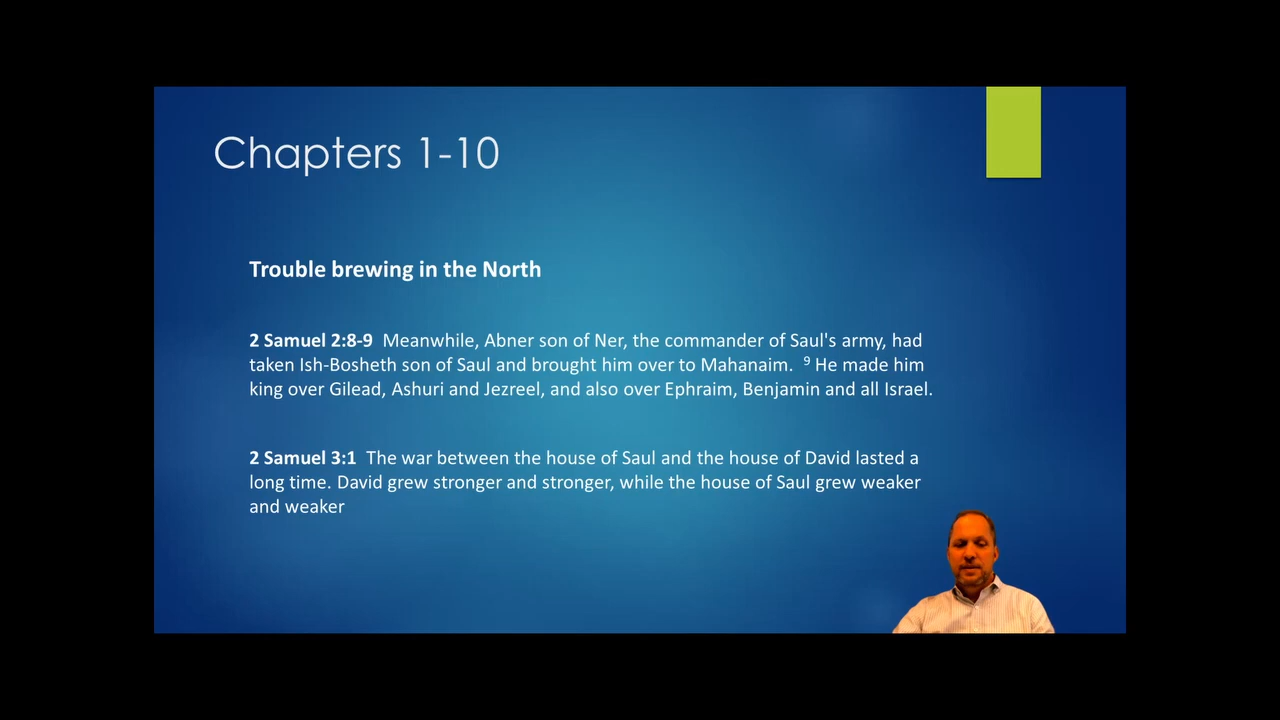 Chapters 1-10
Trouble brewing in the North
2 Samuel 2:8-9  Meanwhile, Abner son of Ner, the commander of Saul's army, had
taken Ish-Bosheth son of Saul and brought him over to Mahanaim.  ⁹ He made him
king over Gilead, Ashuri and Jezreel, and also over Ephraim, Benjamin and all Israel.
2 Samuel 3:1  The war between the house of Saul and the house of David lasted a
long time. David grew stronger and stronger, while the house of Saul grew weaker
and weaker